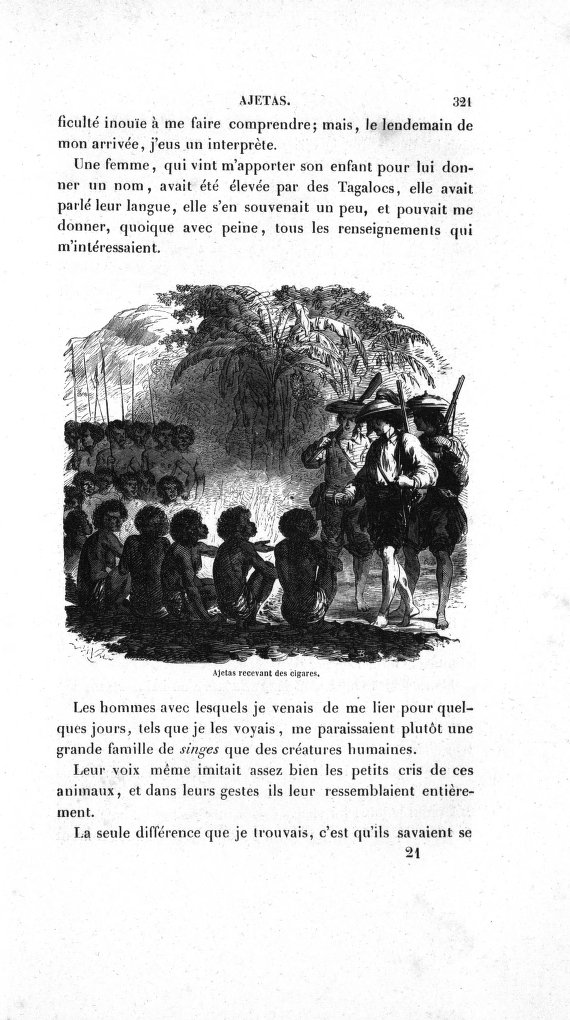 AJETAS. 321
ficulté inouïe à me faire comprendre; mais, le lendemain de
mon arrivée, j'eus un interprète.
Une femme, qui vint m'apporter son enfant pour lui don-
ner un nom, avait été élevée par des Tagalocs, elle avait
parlé leur langue, elle s'en souvenait un peu, et pouvait me
donner, quoique avec peine, tous les renseignements qui
m'intéressaient.
Ajetas recevant des cigares.
Les hommes avec lesquels je venais de me lier pour quel-
ques jours, tels que je les voyais, me paraissaient plutôt une
grande famille de singes que des créatures humaines.
Leur voix même imitait assez bien les petits cris de ces
animaux, et dans leurs gestes ils leur ressemblaient entière-
ment.
La seule différence que je trouvais, c'est qu'ils savaient se
21